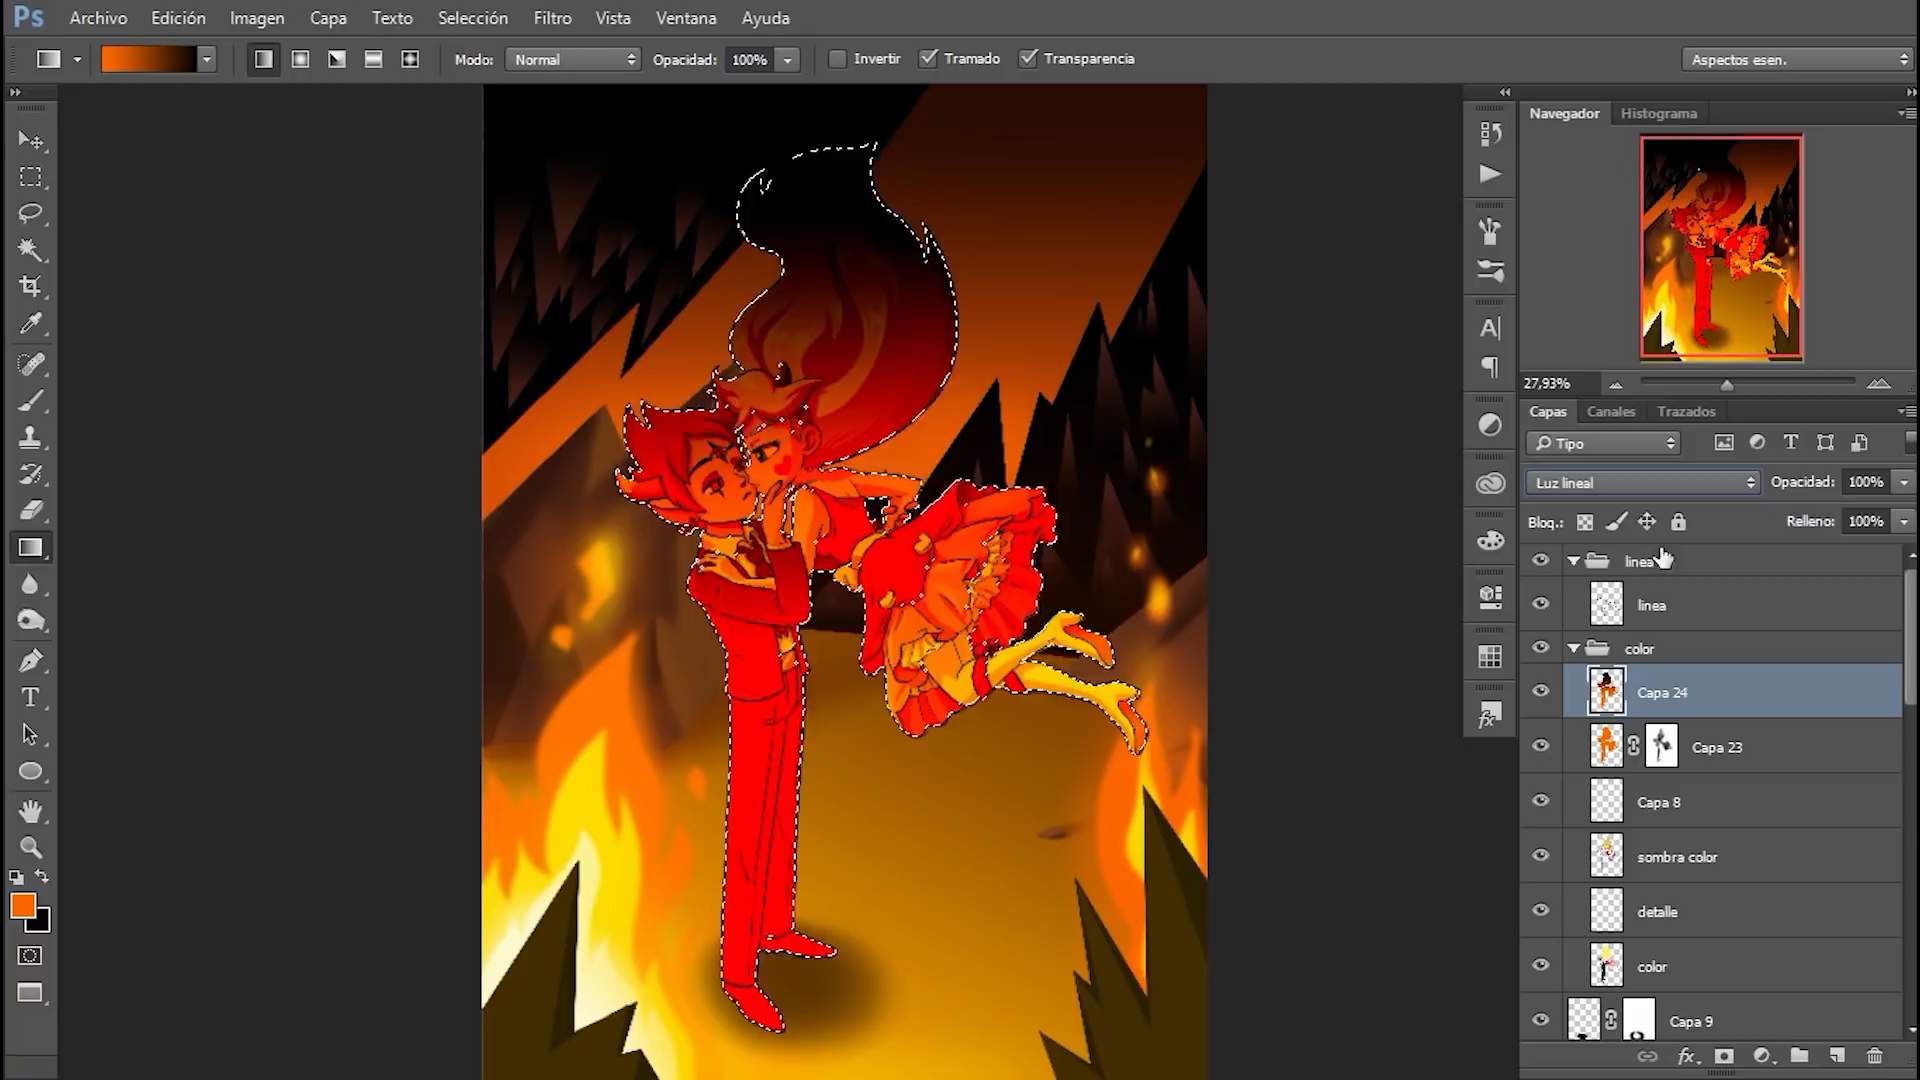 Ps Archivo Edición Imagen Capa Texto Selección Filtro Vista Ventana Ayuda
Modo: Normal Opacidad: 100% Invertir Tramado Transparencia Aspectos esen.
Navegador Histograma
27,93%
Capas Canales Trazados
Tipo
Luz lineal Opacidad: 100%
Bloq.: Relleno: 100%
linea
linea
color
Capa 24
Capa 23
Capa 8
sombra color
detalle
color
Capa 9